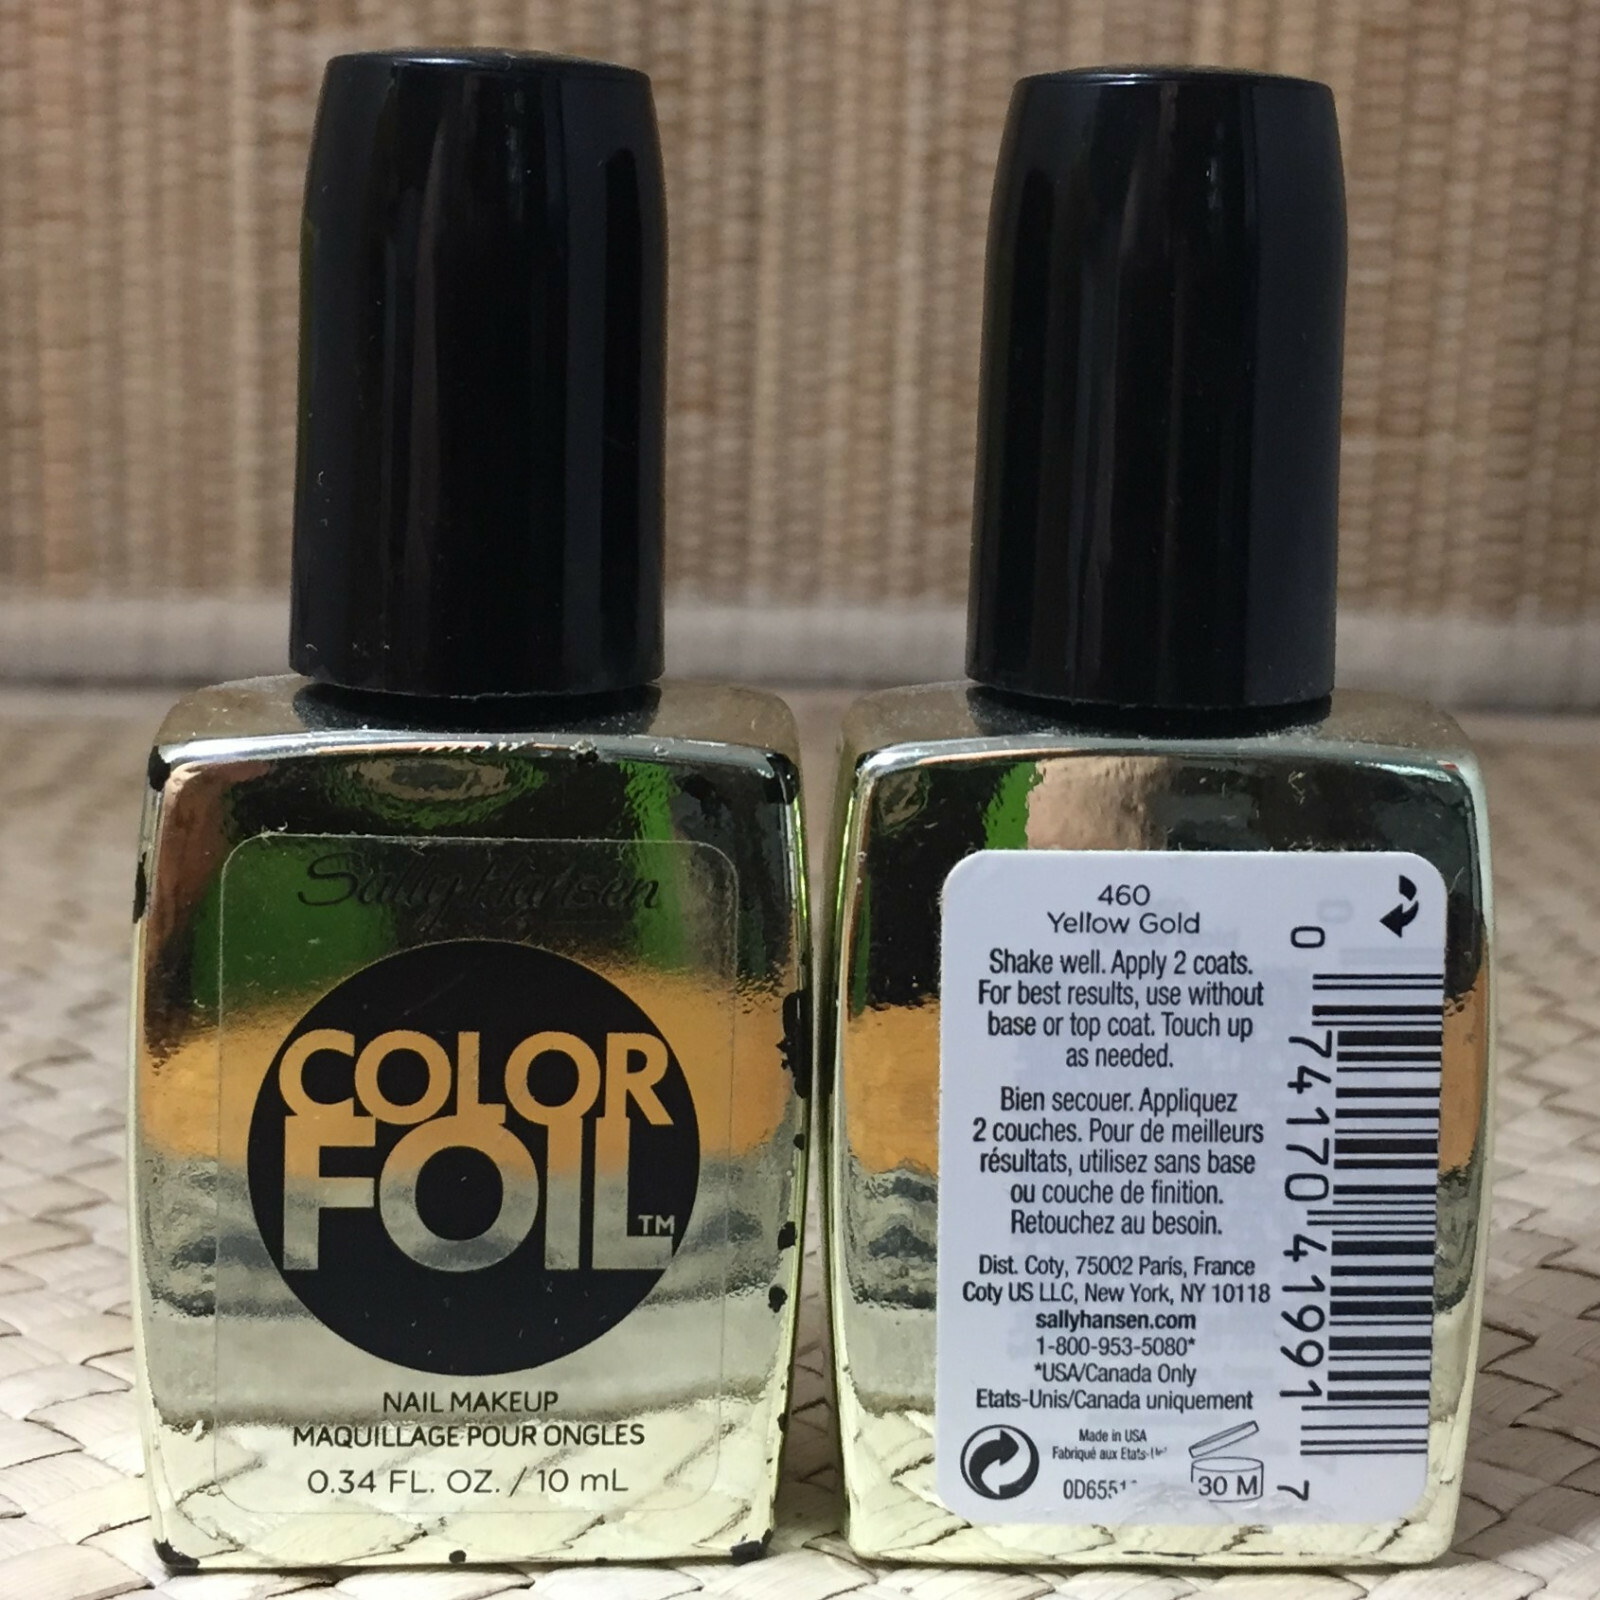 Sally Hansen
COLOR
FOIL™
NAIL MAKEUP
MAQUILLAGE POUR ONGLES
0.34 FL. OZ. / 10 mL
460
Yellow Gold
Shake well. Apply 2 coats.
For best results, use without
base or top coat. Touch up
as needed.
Bien secouer. Appliquez
2 couches. Pour de meilleurs
résultats, utilisez sans base
ou couche de finition.
Retouchez au besoin.
Dist. Coty, 75002 Paris, France
Coty US LLC, New York, NY 10118
sallyhansen.com
1-800-953-5080*
*USA/Canada Only
Etats-Unis/Canada uniquement
Made in USA
Fabriqué aux
30 M
0 74170 41991 7